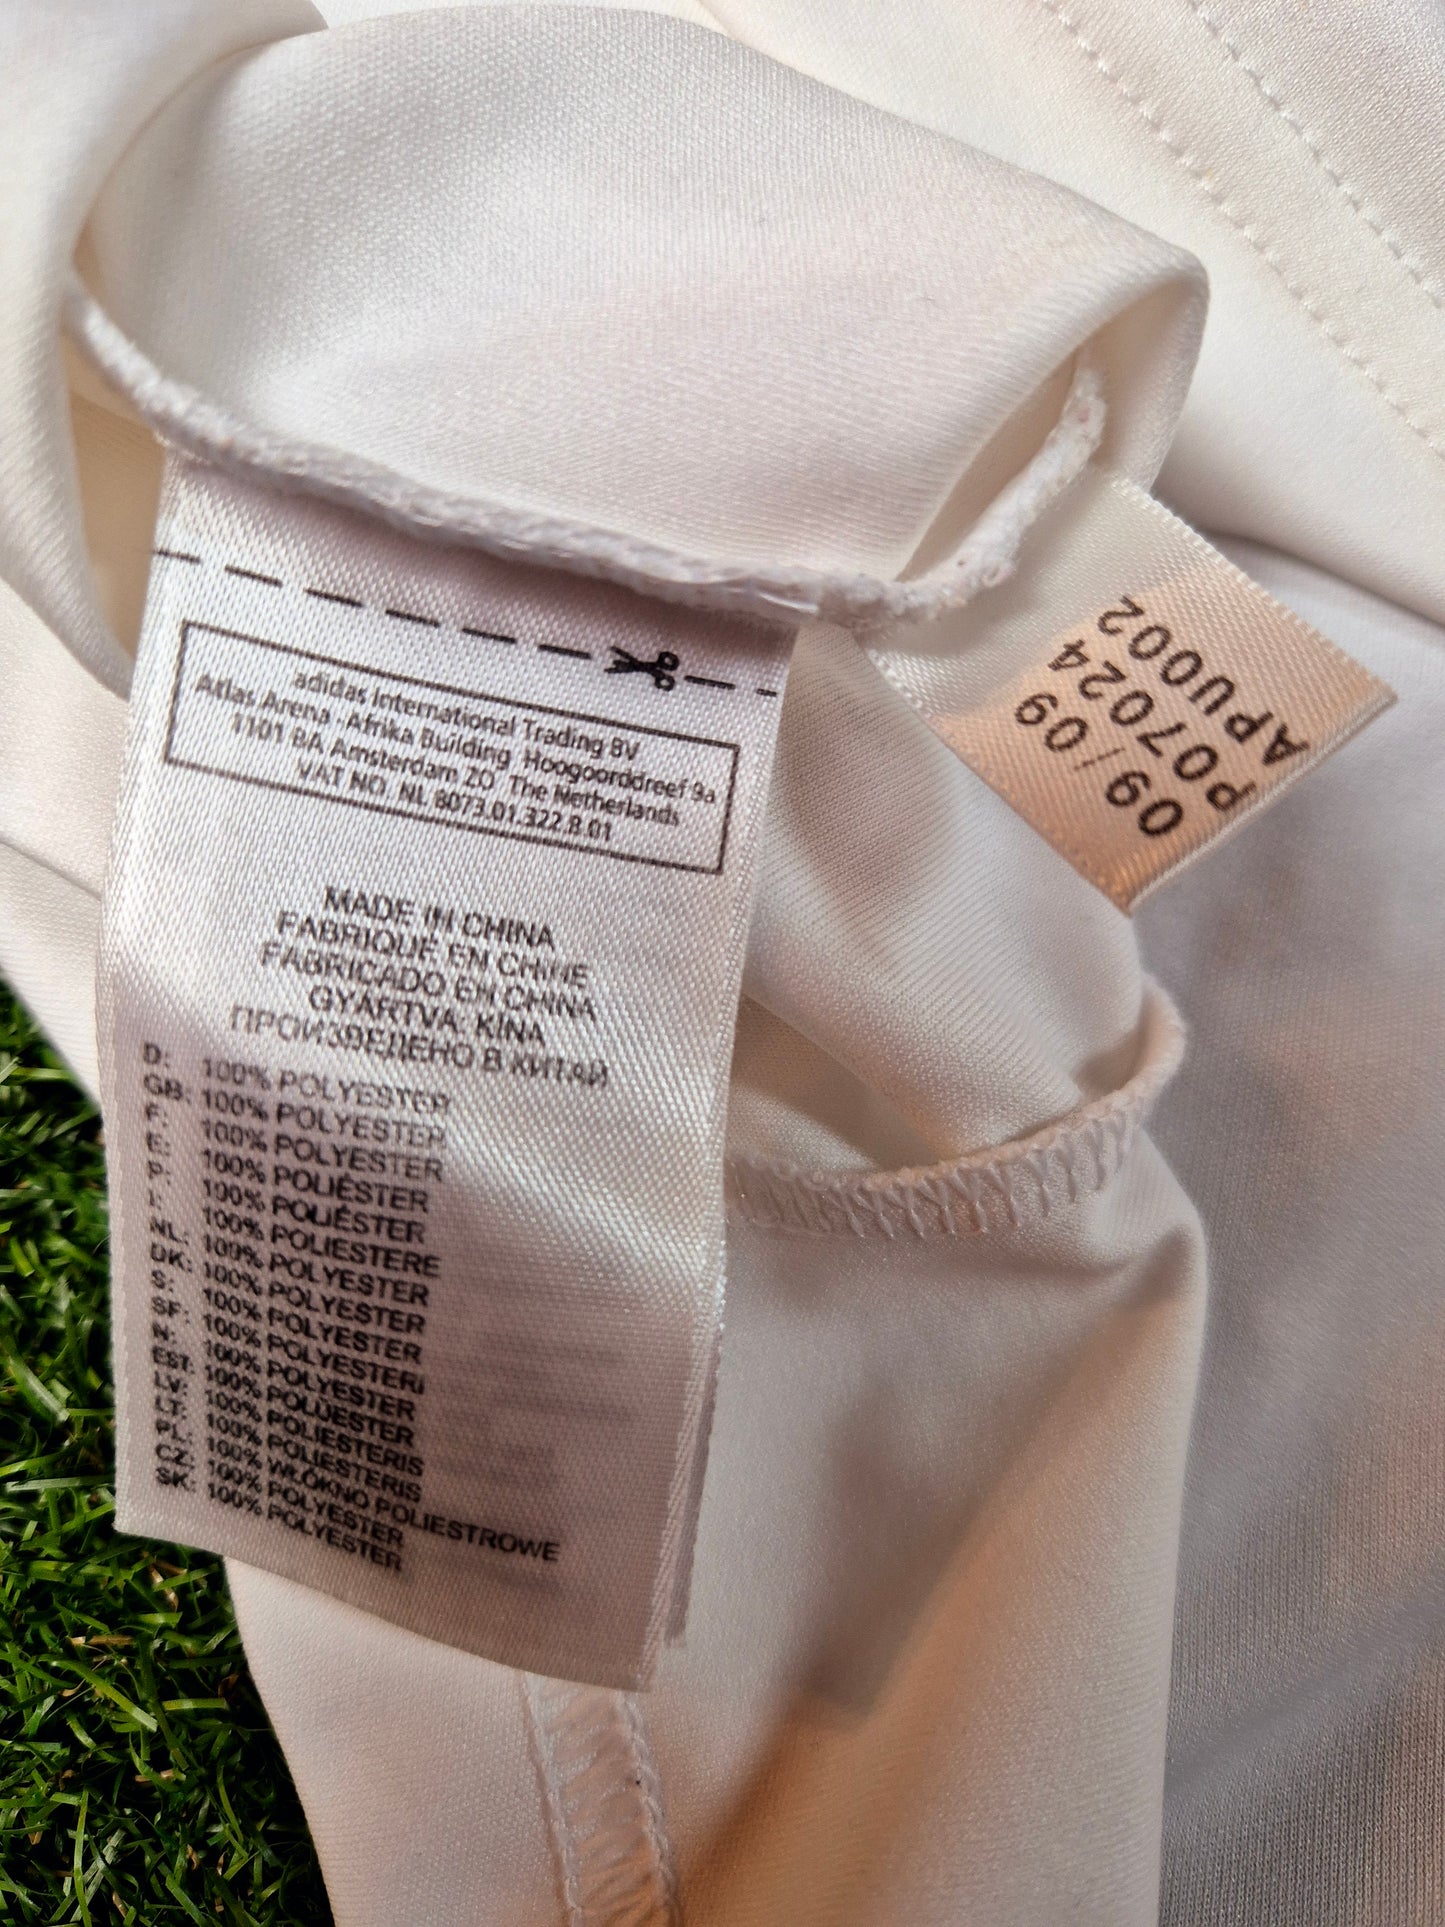 adidas International Trading BV
Atlas Arena - Afrika Building Hoogoorddreef 9a
1101 BA Amsterdam ZO The Netherlands
VAT NO. NL 8073.01.322.B.01
MADE IN CHINA
FABRIQUÉ EN CHINE
FABRICADO EN CHINA
GYÁRTVA: KÍNA
ПРОИЗВЕДЕНО В КИТАЙ
D: 100% POLYESTER
GB: 100% POLYESTER
F: 100% POLYESTER
E: 100% POLIÉSTER
P: 100% POLIÉSTER
I: 100% POLIESTERE
NL: 100% POLYESTER
DK: 100% POLYESTER
S: 100% POLYESTER
SF: 100% POLYESTERI
N: 100% POLYESTER
EST: 100% POLÜESTER
LV: 100% POLIESTERIS
LT: 100% POLIESTERIS
PL: 100% WŁÓKNO POLIESTROWE
CZ: 100% POLYESTER
SK: 100% POLYESTER
09/09
P07024
APU002